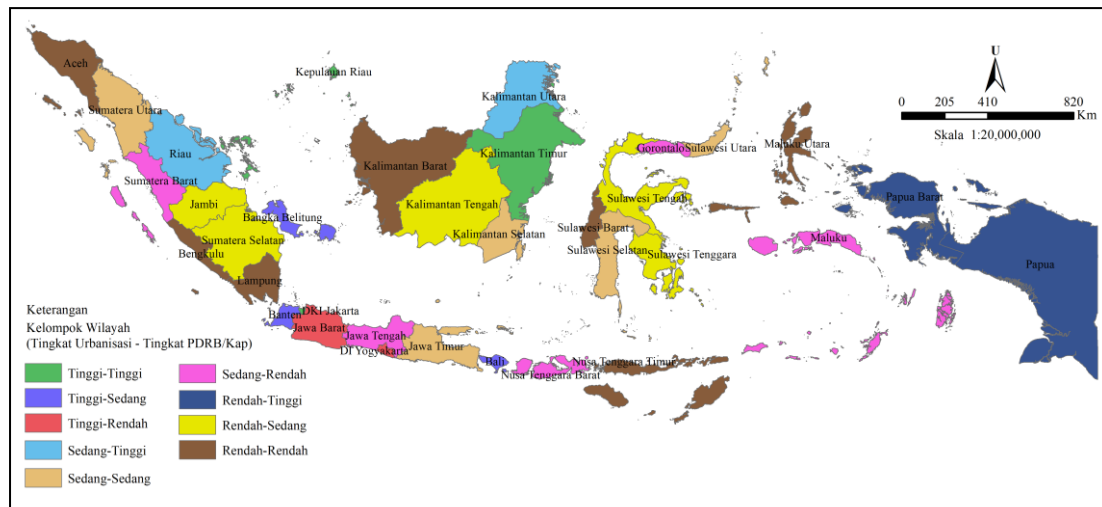 Aceh
Sumatera Utara
Riau
Kepulauan Riau
Sumatera Barat
Jambi
Bangka Belitung
Sumatera Selatan
Bengkulu
Lampung
Banten
DKI Jakarta
Jawa Barat
Jawa Tengah
DI Yogyakarta
Jawa Timur
Bali
Nusa Tenggara Barat
Nusa Tenggara Timur
Kalimantan Utara
Kalimantan Timur
Kalimantan Barat
Kalimantan Tengah
Kalimantan Selatan
Gorontalo
Sulawesi Utara
Sulawesi Tengah
Sulawesi Barat
Sulawesi Selatan
Sulawesi Tenggara
Maluku Utara
Maluku
Papua Barat
Papua
U
0 205 410 820
Km
Skala 1:20,000,000
Keterangan
Kelompok Wilayah
(Tingkat Urbanisasi - Tingkat PDRB/Kap)
Tinggi-Tinggi
Tinggi-Sedang
Tinggi-Rendah
Sedang-Tinggi
Sedang-Sedang
Sedang-Rendah
Rendah-Tinggi
Rendah-Sedang
Rendah-Rendah